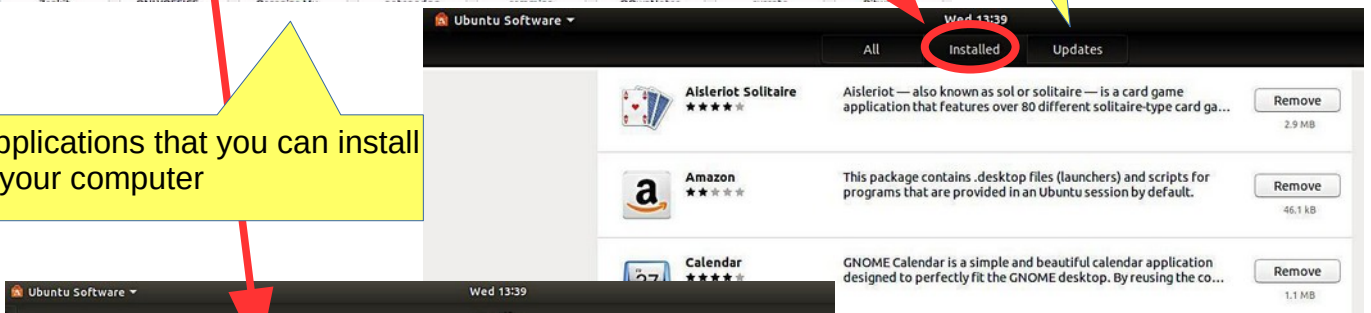 Ubuntu Software
Wed 13:39
All
Installed
Updates
Aisleriot Solitaire
Aisleriot — also known as sol or solitaire — is a card game
application that features over 80 different solitaire-type card ga...
Remove
2.9 MB
pplications that you can install
your computer
Amazon
This package contains .desktop files (launchers) and scripts for
programs that are provided in an Ubuntu session by default.
Remove
46.1 kB
Calendar
27
GNOME Calendar is a simple and beautiful calendar application
designed to perfectly fit the GNOME desktop. By reusing the co...
Remove
1.1 MB
Ubuntu Software
Wed 13:39